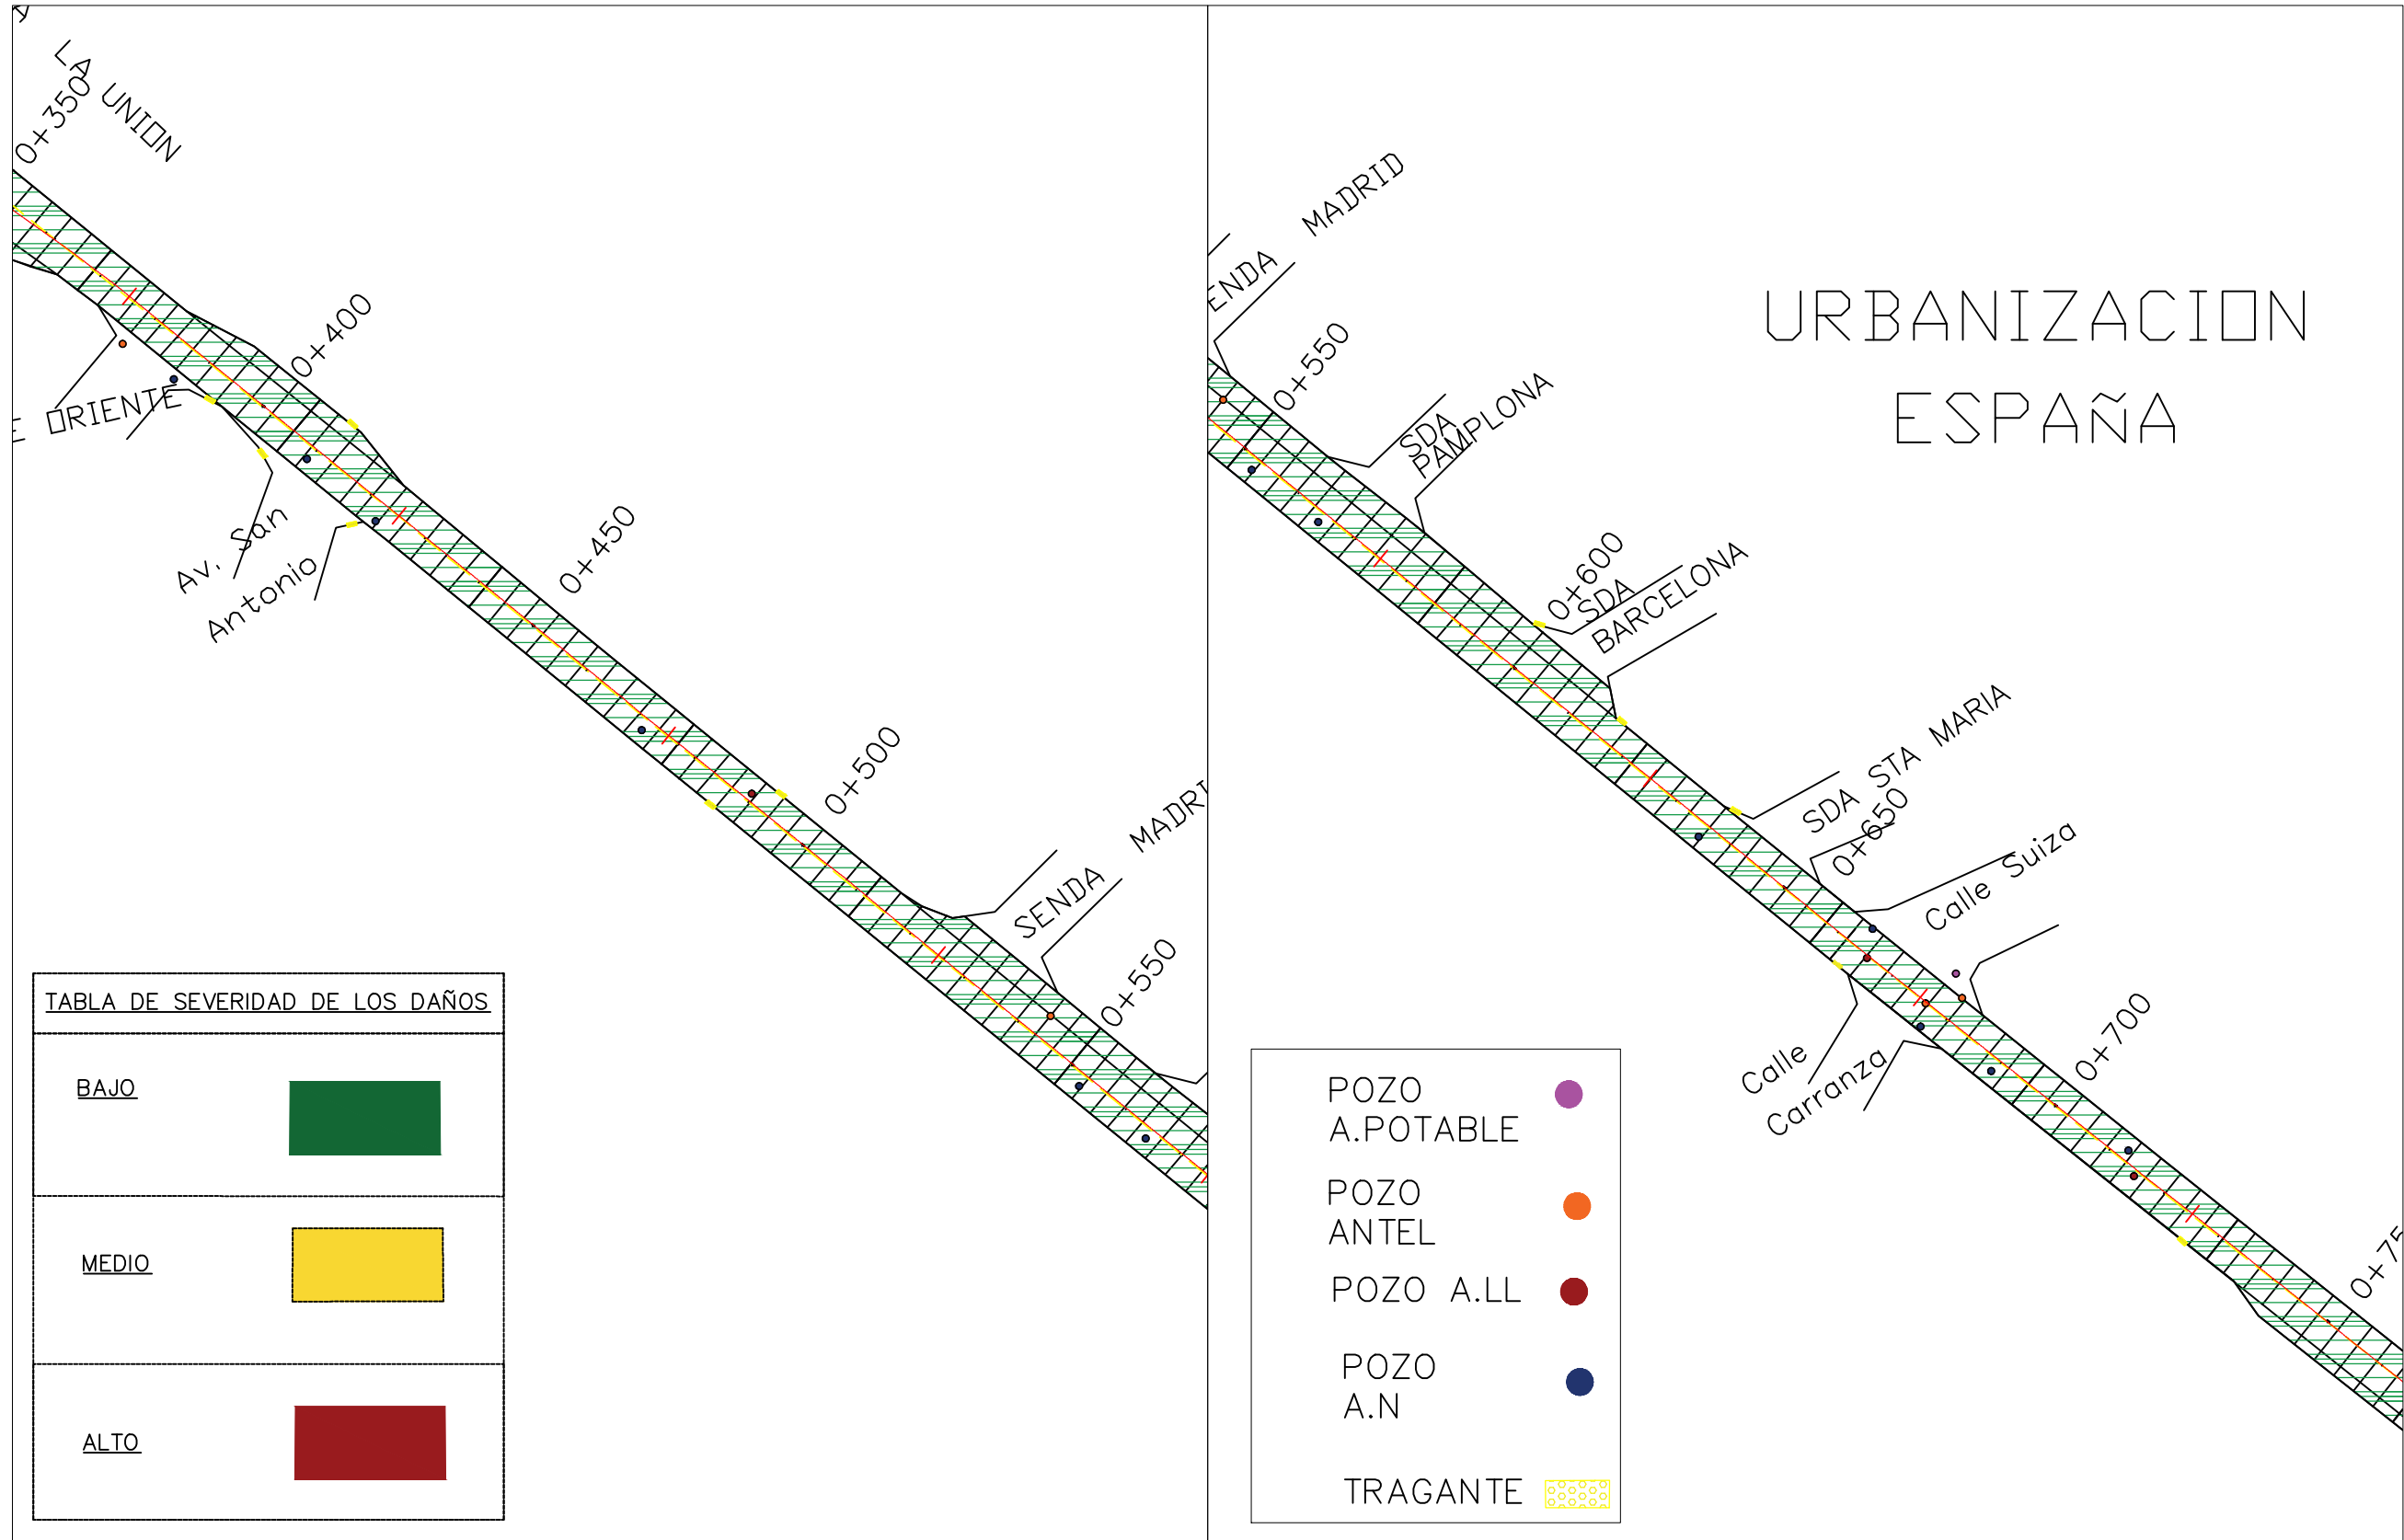 LA UNION
0+350
0+400
E ORIENTE
Av. San
Antonio
0+450
0+500
SENDA MADRI
0+550
TABLA DE SEVERIDAD DE LOS DAÑOS
BAJO
MEDIO
ALTO
ENDA MADRID
0+550
SDA
PAMPLONA
URBANIZACION
ESPAÑA
0+600
SDA
BARCELONA
SDA STA MARIA
0+650
Calle Suiza
Calle
Carranza
0+700
0+75
POZO
A.POTABLE
POZO
ANTEL
POZO A.LL
POZO
A.N
TRAGANTE